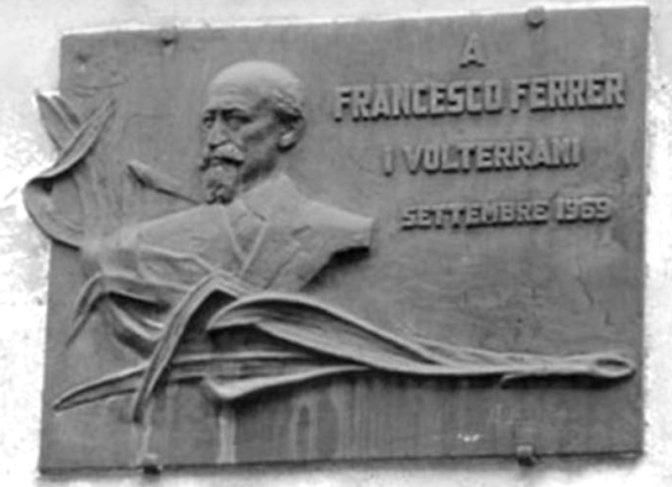 A
FRANCESCO FERRER
I VOLTERRANI
SETTEMBRE 1969